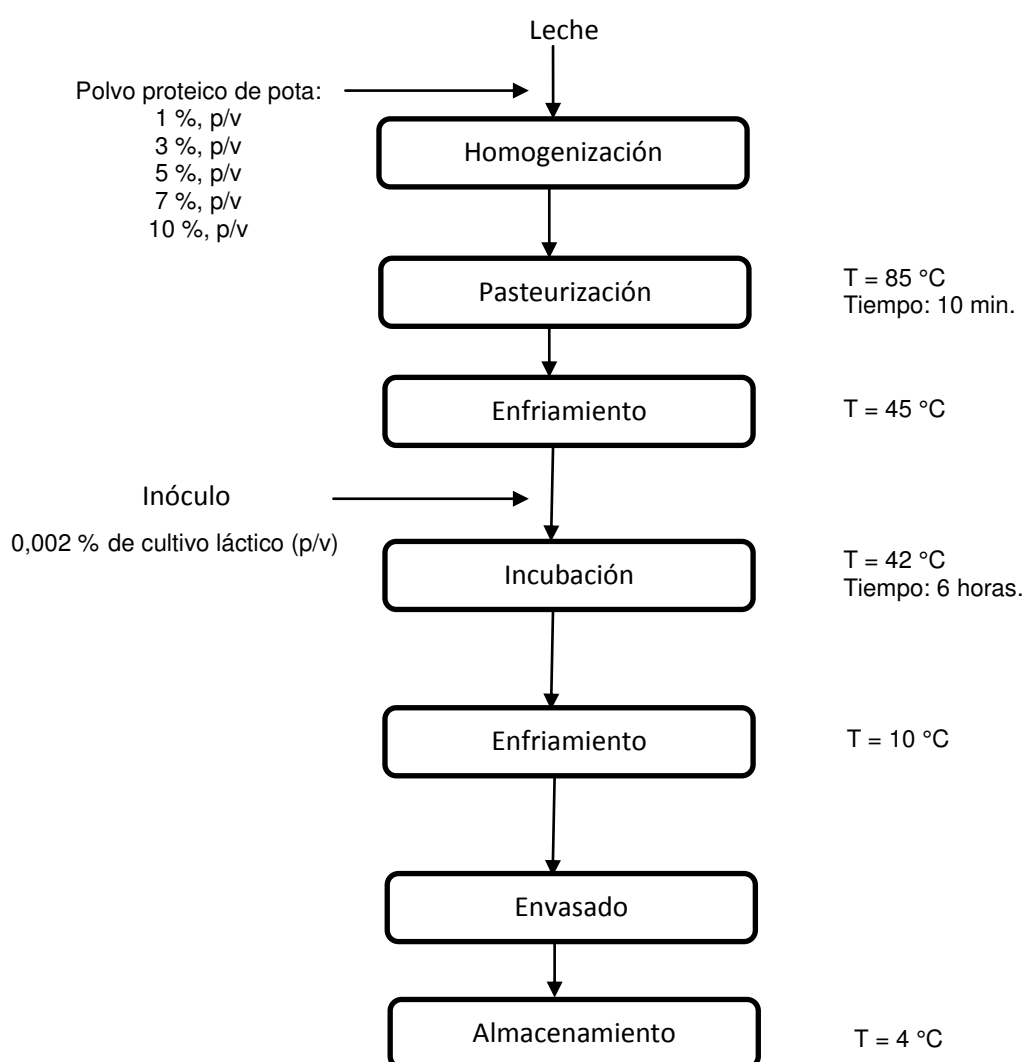 Leche
Polvo proteico de pota:
1 %, p/v
3 %, p/v
5 %, p/v
7 %, p/v
10 %, p/v
Homogenización
Pasteurización
T = 85 °C
Tiempo: 10 min.
Enfriamiento
T = 45 °C
Inóculo
0,002 % de cultivo láctico (p/v)
Incubación
T = 42 °C
Tiempo: 6 horas.
Enfriamiento
T = 10 °C
Envasado
Almacenamiento
T = 4 °C